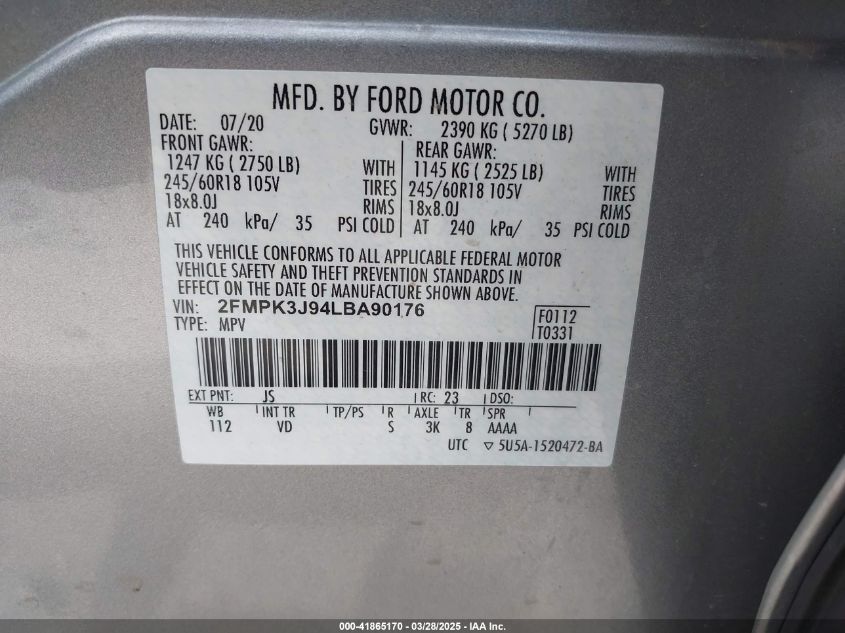 MFD. BY FORD MOTOR CO.
DATE: 07/20 GVWR: 2390 KG ( 5270 LB)
FRONT GAWR: REAR GAWR:
1247 KG ( 2750 LB) WITH 1145 KG ( 2525 LB) WITH
245/60R18 105V TIRES 245/60R18 105V TIRES
18x8.0J RIMS 18x8.0J RIMS
AT 240 kPa/ 35 PSI COLD AT 240 kPa/ 35 PSI COLD
THIS VEHICLE CONFORMS TO ALL APPLICABLE FEDERAL MOTOR
VEHICLE SAFETY AND THEFT PREVENTION STANDARDS IN
EFFECT ON THE DATE OF MANUFACTURE SHOWN ABOVE.
VIN: 2FMPK3J94LBA90176 F0112
TYPE: MPV T0331
EXT PNT: JS RC: 23 DSO:
WB INT TR TP/PS R AXLE TR SPR
112 VD S 3K 8 AAAA
UTC ▽ 5U5A-1520472-BA
000-41865170 | 03/28/2025 - IAA Inc.